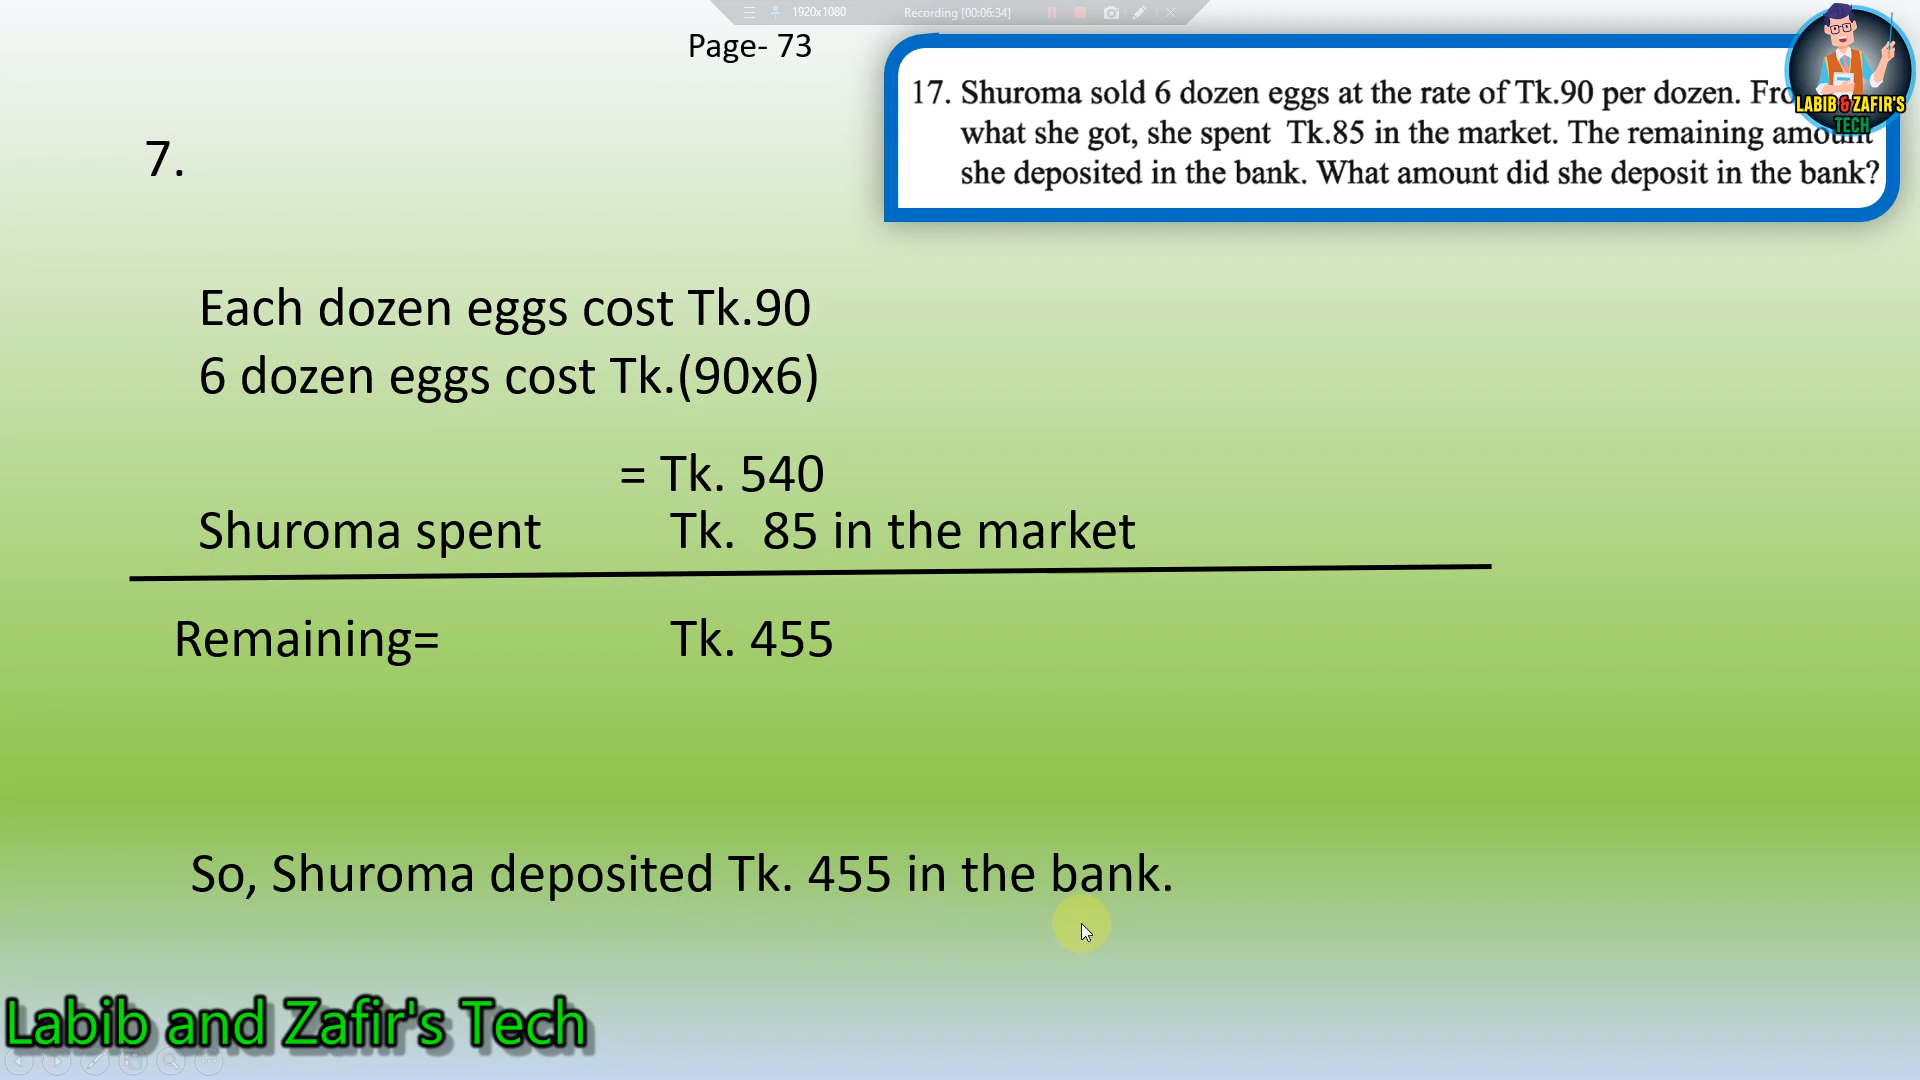 1920x1080 Recording [00:06:34]
Page- 73
17. Shuroma sold 6 dozen eggs at the rate of Tk.90 per dozen.
what she got, she spent Tk.85 in the market. The remaining amount
she deposited in the bank. What amount did she deposit in the bank?
LABIB & ZAFIR'S
TECH
7.
Each dozen eggs cost Tk.90
6 dozen eggs cost Tk.(90x6)
= Tk. 540
Shuroma spent Tk. 85 in the market
Remaining= Tk. 455
So, Shuroma deposited Tk. 455 in the bank.
Labib and Zafir's Tech